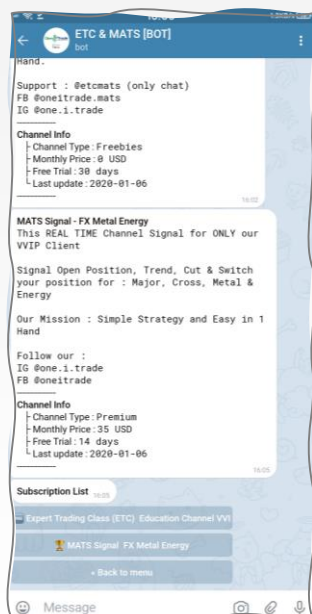 ETC & MATS [BOT]
bot
Hand.
Support : @etcmats (only chat)
FB @oneitrade.mats
IG @one.i.trade
Channel Info
├ Channel Type : Freebies
├ Monthly Price : 0 USD
├ Free Trial : 30 days
└ Last update : 2020-01-06
16:02
MATS Signal - FX Metal Energy
This REAL TIME Channel Signal for ONLY our
VVIP Client
Signal Open Position, Trend, Cut & Switch
your position for : Major, Cross, Metal &
Energy
Our Mission : Simple Strategy and Easy in 1
Hand
Follow our :
IG @one.i.trade
FB @oneitrade
Channel Info
├ Channel Type : Premium
├ Monthly Price : 35 USD
├ Free Trial : 14 days
└ Last update : 2020-01-06
16:05
Subscription List 16:05
Expert Trading Class (ETC) Education Channel VVI
🏆 MATS Signal FX Metal Energy
« Back to menu
Message